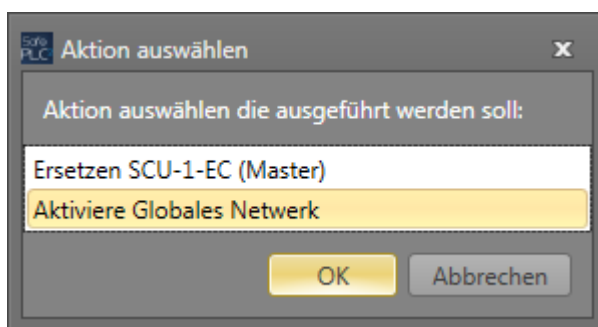 Safe PLC Aktion auswählen x
Aktion auswählen die ausgeführt werden soll:
Ersetzen SCU-1-EC (Master)
Aktiviere Globales Netwerk
OK Abbrechen